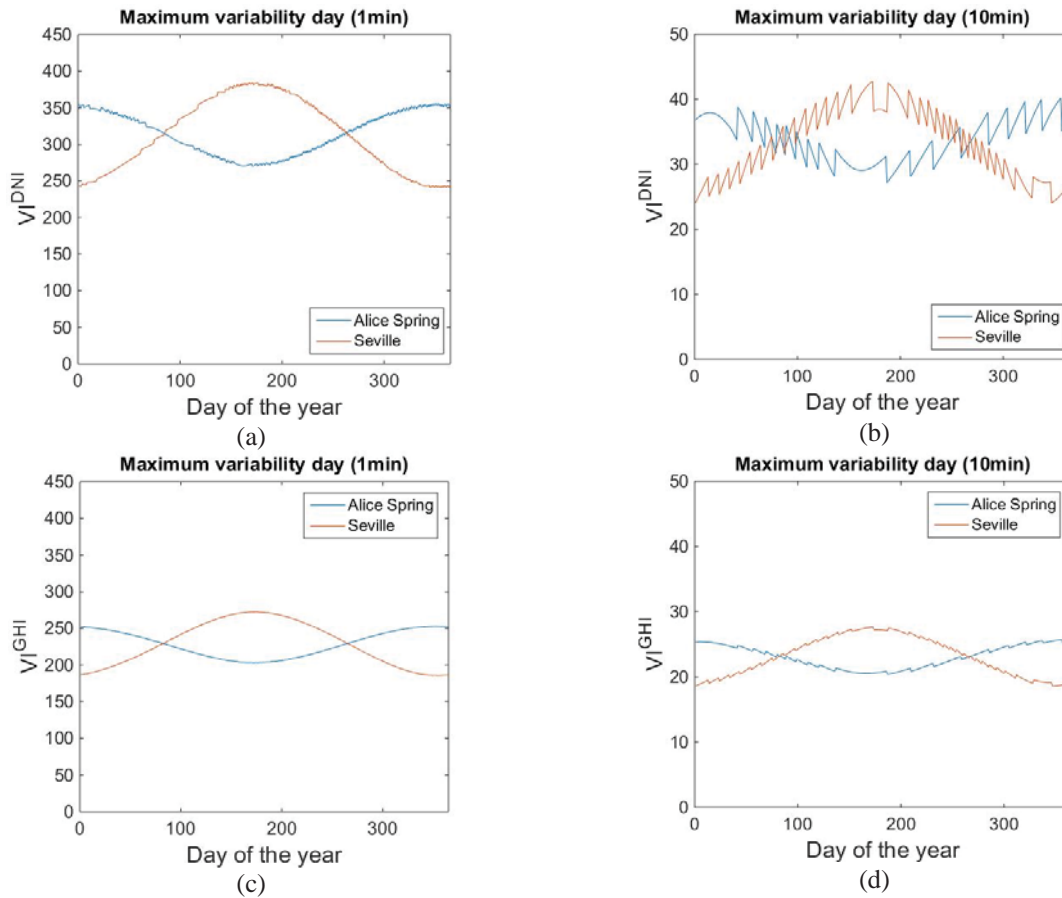 Maximum variability day (1min)
450
400
350
300
250
200
150
100
50
0
VI^DNI
Alice Spring
Seville
0 100 200 300
Day of the year
(a)
Maximum variability day (10min)
50
40
30
20
10
0
VI^DNI
Alice Spring
Seville
0 100 200 300
Day of the year
(b)
Maximum variability day (1min)
450
400
350
300
250
200
150
100
50
0
VI^GHI
Alice Spring
Seville
0 100 200 300
Day of the year
(c)
Maximum variability day (10min)
50
40
30
20
10
0
VI^GHI
Alice Spring
Seville
0 100 200 300
Day of the year
(d)